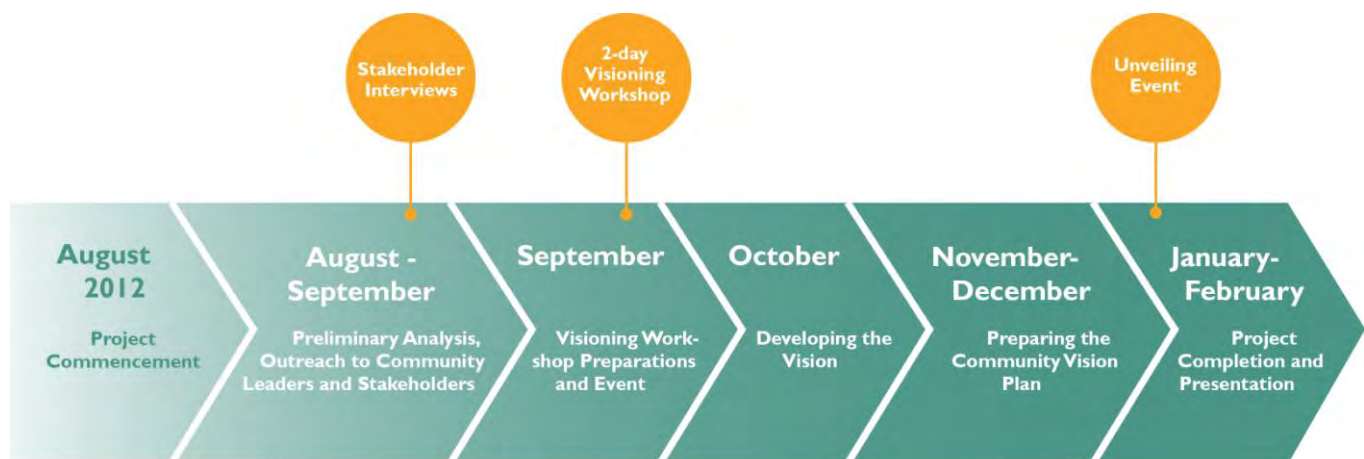 Stakeholder
Interviews
2-day
Visioning
Workshop
Unveiling
Event
August
2012
Project
Commencement
August -
September
Preliminary Analysis,
Outreach to Community
Leaders and Stakeholders
September
Visioning Work-
shop Preparations
and Event
October
Developing the
Vision
November-
December
Preparing the
Community Vision
Plan
January-
February
Project
Completion and
Presentation